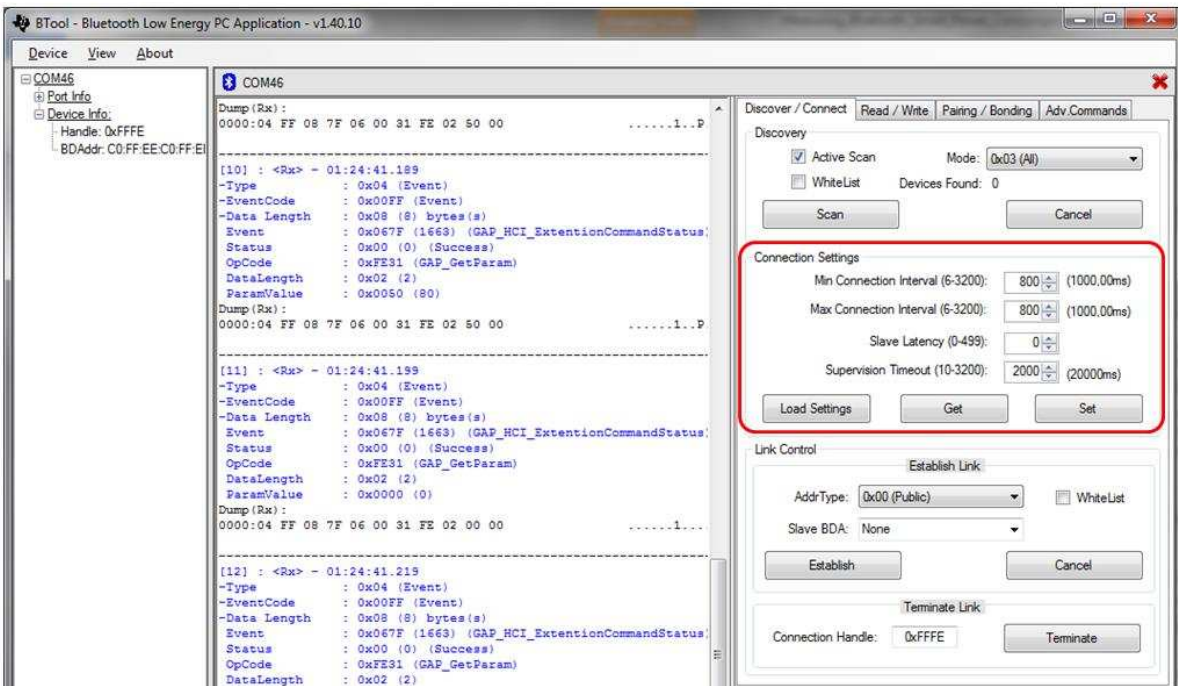 BTool - Bluetooth Low Energy PC Application - v1.40.10
Device View About
COM46
Port Info
Device Info:
Handle: 0xFFFE
BDAddr: C0:FF:EE:C0:FF:EI
COM46
Dump(Rx):
0000:04 FF 08 7F 06 00 31 FE 02 50 00 ......1..P
[10] : <Rx> - 01:24:41.189
-Type : 0x04 (Event)
-EventCode : 0x00FF (Event)
-Data Length : 0x08 (8) bytes(s)
Event : 0x067F (1663) (GAP_HCI_ExtentionCommandStatus)
Status : 0x00 (0) (Success)
OpCode : 0xFE31 (GAP_GetParam)
DataLength : 0x02 (2)
ParamValue : 0x0050 (80)
Dump(Rx):
0000:04 FF 08 7F 06 00 31 FE 02 50 00 ......1..P
[11] : <Rx> - 01:24:41.199
-Type : 0x04 (Event)
-EventCode : 0x00FF (Event)
-Data Length : 0x08 (8) bytes(s)
Event : 0x067F (1663) (GAP_HCI_ExtentionCommandStatus)
Status : 0x00 (0) (Success)
OpCode : 0xFE31 (GAP_GetParam)
DataLength : 0x02 (2)
ParamValue : 0x0000 (0)
Dump(Rx):
0000:04 FF 08 7F 06 00 31 FE 02 00 00 ......1...
[12] : <Rx> - 01:24:41.219
-Type : 0x04 (Event)
-EventCode : 0x00FF (Event)
-Data Length : 0x08 (8) bytes(s)
Event : 0x067F (1663) (GAP_HCI_ExtentionCommandStatus)
Status : 0x00 (0) (Success)
OpCode : 0xFE31 (GAP_GetParam)
DataLength : 0x02 (2)
Discover / Connect Read / Write Pairing / Bonding Adv.Commands
Discovery
Active Scan Mode: 0x03 (All)
WhiteList Devices Found: 0
Scan Cancel
Connection Settings
Min Connection Interval (6-3200): 800 (1000.00ms)
Max Connection Interval (6-3200): 800 (1000.00ms)
Slave Latency (0-499): 0
Supervision Timeout (10-3200): 2000 (20000ms)
Load Settings Get Set
Link Control
Establish Link
AddrType: 0x00 (Public) WhiteList
Slave BDA: None
Establish Cancel
Terminate Link
Connection Handle: 0xFFFE Terminate